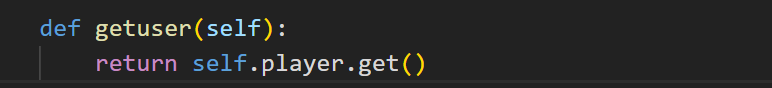 def getuser(self):
    return self.player.get()